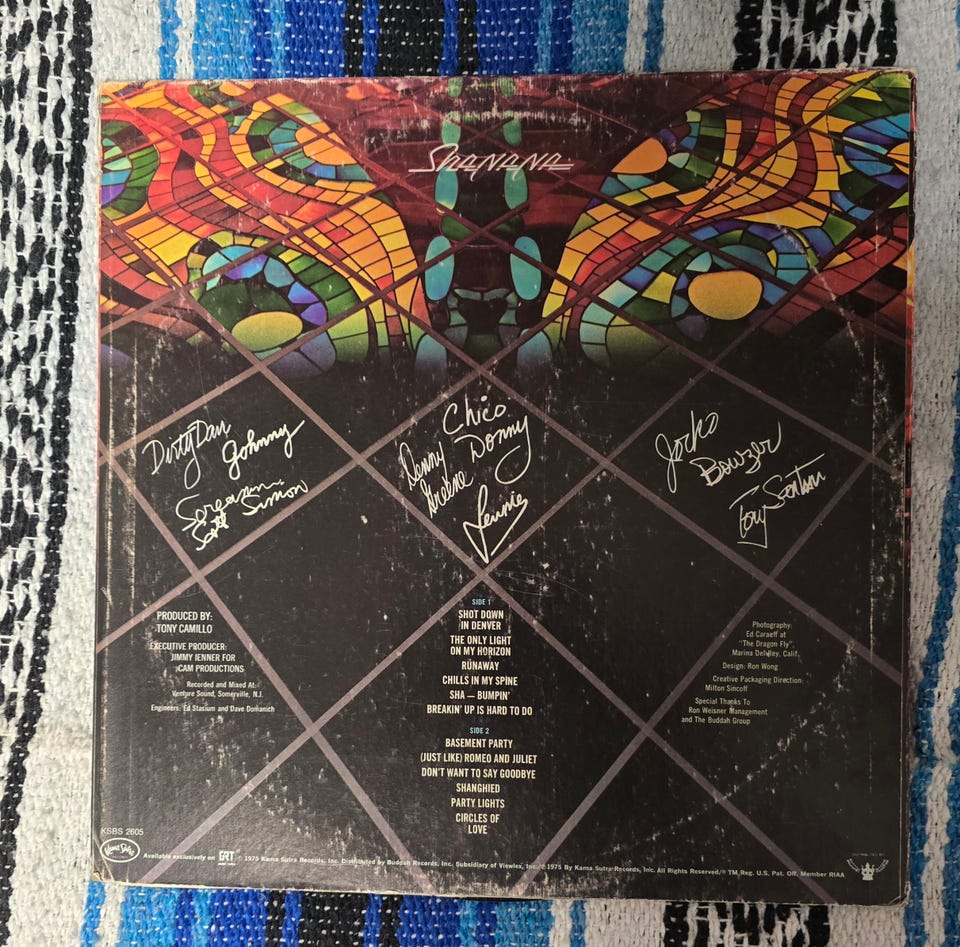 SHANANA
Dirty Dan
Johnny
Screamin'
Scott
Simon
Chico
Denny
Greene
Donny
Lennie
Jocko
Bowzer
Tony Santini
PRODUCED BY:
TONY CAMILLO
EXECUTIVE PRODUCER:
JIMMY IENNER FOR
CAM PRODUCTIONS
Recorded and Mixed At:
Venture Sound, Somerville, N.J.
Engineers: Ed Stasium and Dave Domanich
SIDE 1
SHOT DOWN
IN DENVER
THE ONLY LIGHT
ON MY HORIZON
RUNAWAY
CHILLS IN MY SPINE
SHA — BUMPIN'
BREAKIN' UP IS HARD TO DO
SIDE 2
BASEMENT PARTY
(JUST LIKE) ROMEO AND JULIET
DON'T WANT TO SAY GOODBYE
SHANGHIED
PARTY LIGHTS
CIRCLES OF
LOVE
Photography:
Ed Caraeff at
"The Dragon Fly",
Marina Del Rey, Calif.
Design: Ron Wong
Creative Packaging Direction:
Milton Sincoff
Special Thanks To
Ron Weisner Management
and The Buddah Group
KSBS 2605
Kama Sutra
Available exclusively on GRT ℗ 1975 Kama Sutra Records, Inc. Distributed by Buddah Records, Inc. Subsidiary of Viewlex, Inc. © 1975 By Kama Sutra Records, Inc. All Rights Reserved/® TM Reg. U.S. Pat. Off. Member RIAA